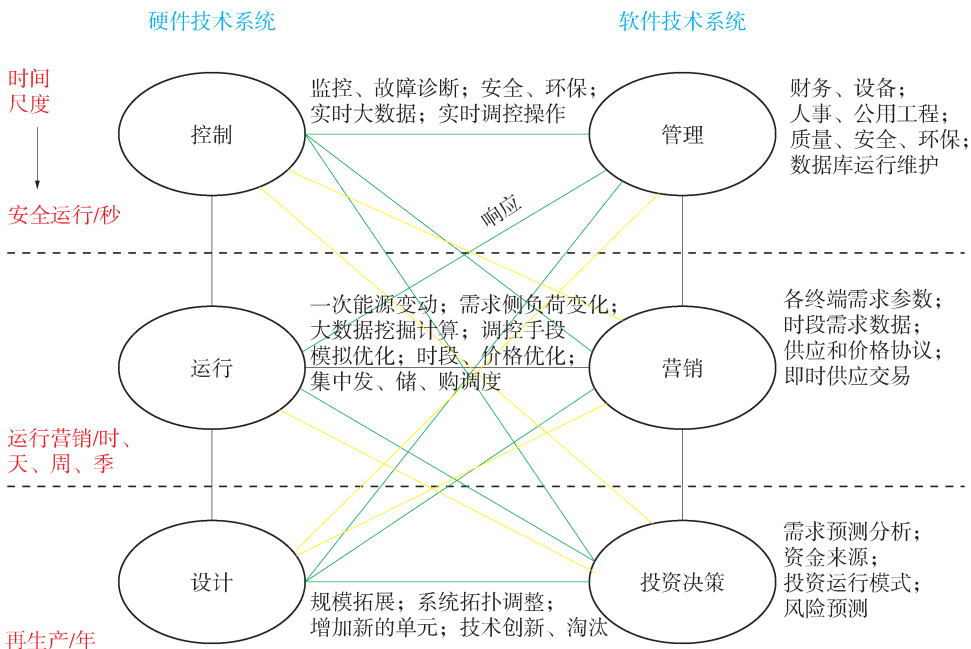 硬件技术系统
软件技术系统
时间
尺度
监控、故障诊断；安全、环保；
实时大数据；实时调控操作
控制
管理
财务、设备；
人事、公用工程；
质量、安全、环保；
数据库运行维护
安全运行/秒
响应
一次能源变动；需求侧负荷变化；
大数据挖掘计算；调控手段
模拟优化；时段、价格优化；
集中发、储、购调度
运行
营销
各终端需求参数；
时段需求数据；
供应和价格协议；
即时供应交易
运行营销/时、
天、周、季
设计
投资决策
需求预测分析；
资金来源；
投资运行模式；
风险预测
规模拓展；系统拓扑调整；
增加新的单元；技术创新、淘汰
再生产/年